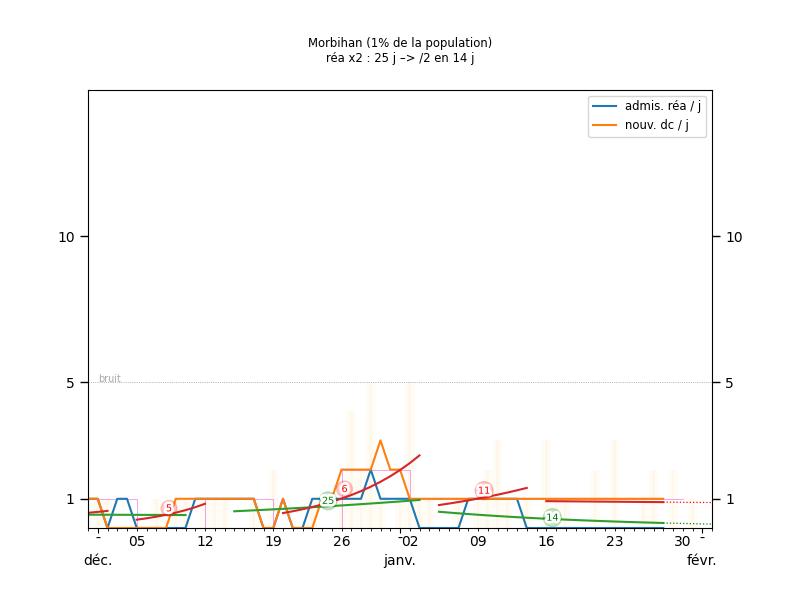 Morbihan (1% de la population)
réa x2 : 25 j –> /2 en 14 j
admis. réa / j
nouv. dc / j
10 10
bruit
5 5
6
11
25
1 1
5
14
- 05 12 19 26 -02 09 16 23 30 -
déc. janv. févr.